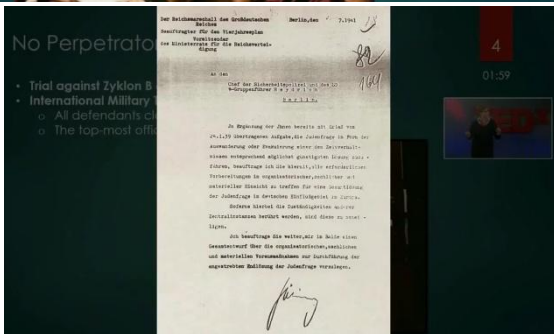 No Perpetrato
4
01:59
Trial against Zyklon B
International Military T
All defendants cl
The top-most offic
Der Reichsmarschall des Großdeutschen
Reiches
Beauftragter für den Vierjahresplan
Vorsitzender
des Ministerrats für die Reichsvertei-
digung
Berlin, den 7.1941
An den
Chef der Sicherheitspolizei und des SD
Gruppenführer Heydrich
Berlin.
In Ergänzung der Ihnen bereits mit Erlaß vom
24.1.39 übertragenen Aufgabe, die Judenfrage in Form der
Auswanderung oder Evakuierung einer den Zeitverhält-
nissen entsprechend möglichst günstigsten Lösung zuzu-
führen, beauftrage ich Sie hiermit, alle erforderlichen
Vorbereitungen in organisatorischer, sachlicher und
materieller Hinsicht zu treffen für eine Gesamtlösung
der Judenfrage im deutschen Einflußgebiet in Europa.
Soferne hierbei die Zuständigkeiten anderer
Zentralinstanzen berührt werden, sind diese zu betei-
ligen.
Ich beauftrage Sie weiter, mir in Bälde einen
Gesamtentwurf über die organisatorischen, sachlichen
und materiellen Vorausmaßnahmen zur Durchführung der
angestrebten Endlösung der Judenfrage vorzulegen.